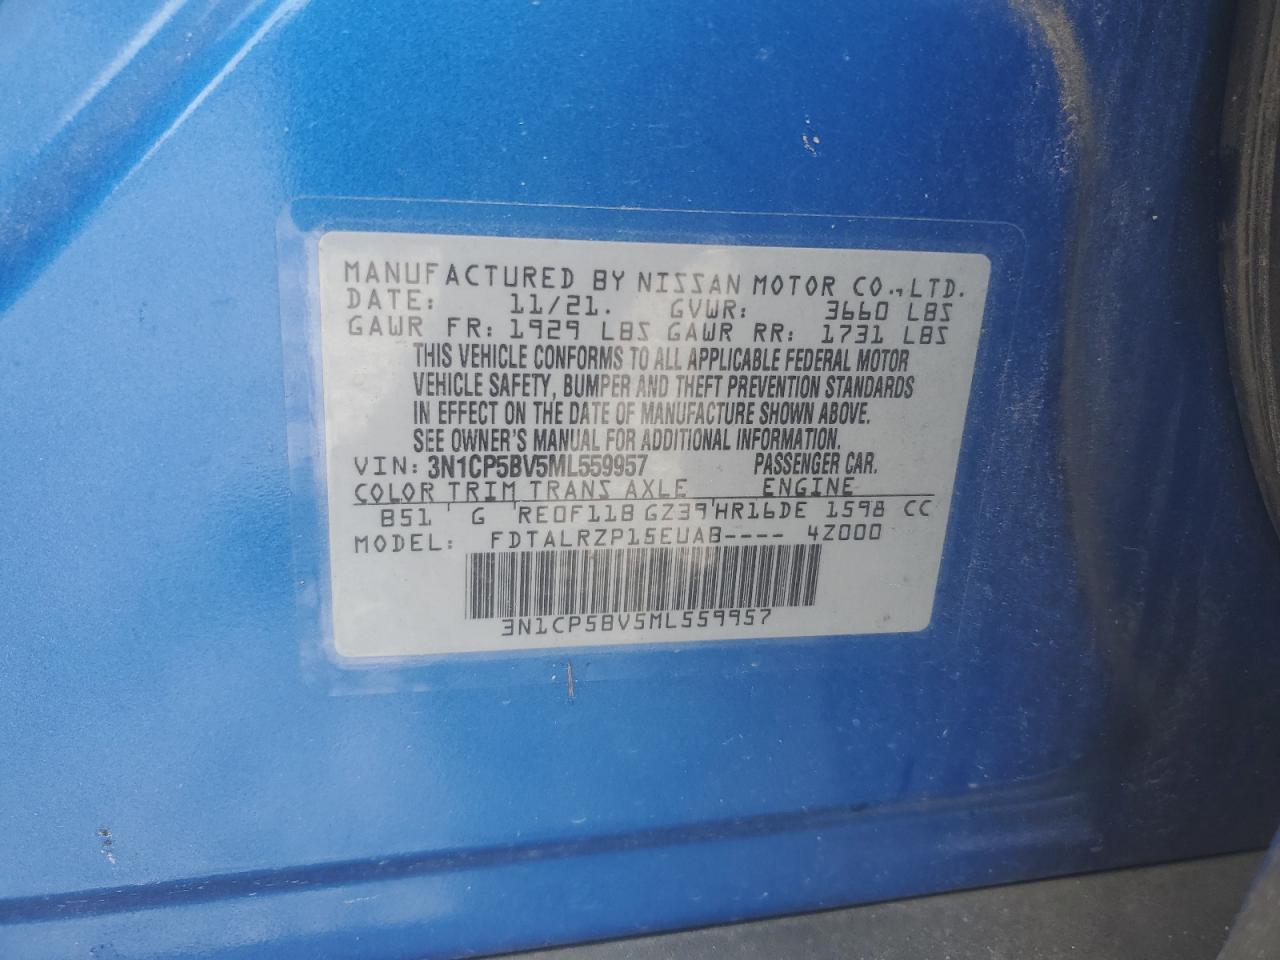 MANUFACTURED BY NISSAN MOTOR CO.,LTD.
DATE: 11/21. GVWR: 3660 LBS
GAWR FR: 1929 LBS GAWR RR: 1731 LBS
THIS VEHICLE CONFORMS TO ALL APPLICABLE FEDERAL MOTOR
VEHICLE SAFETY, BUMPER AND THEFT PREVENTION STANDARDS
IN EFFECT ON THE DATE OF MANUFACTURE SHOWN ABOVE.
SEE OWNER'S MANUAL FOR ADDITIONAL INFORMATION.
VIN: 3N1CP5BV5ML559957 PASSENGER CAR.
COLOR TRIM TRANS AXLE ENGINE
B51 G RE0F11B GZ39 HR16DE 1598 CC
MODEL: FDTALRZP15EUAB---- 4Z000
3N1CP5BV5ML559957